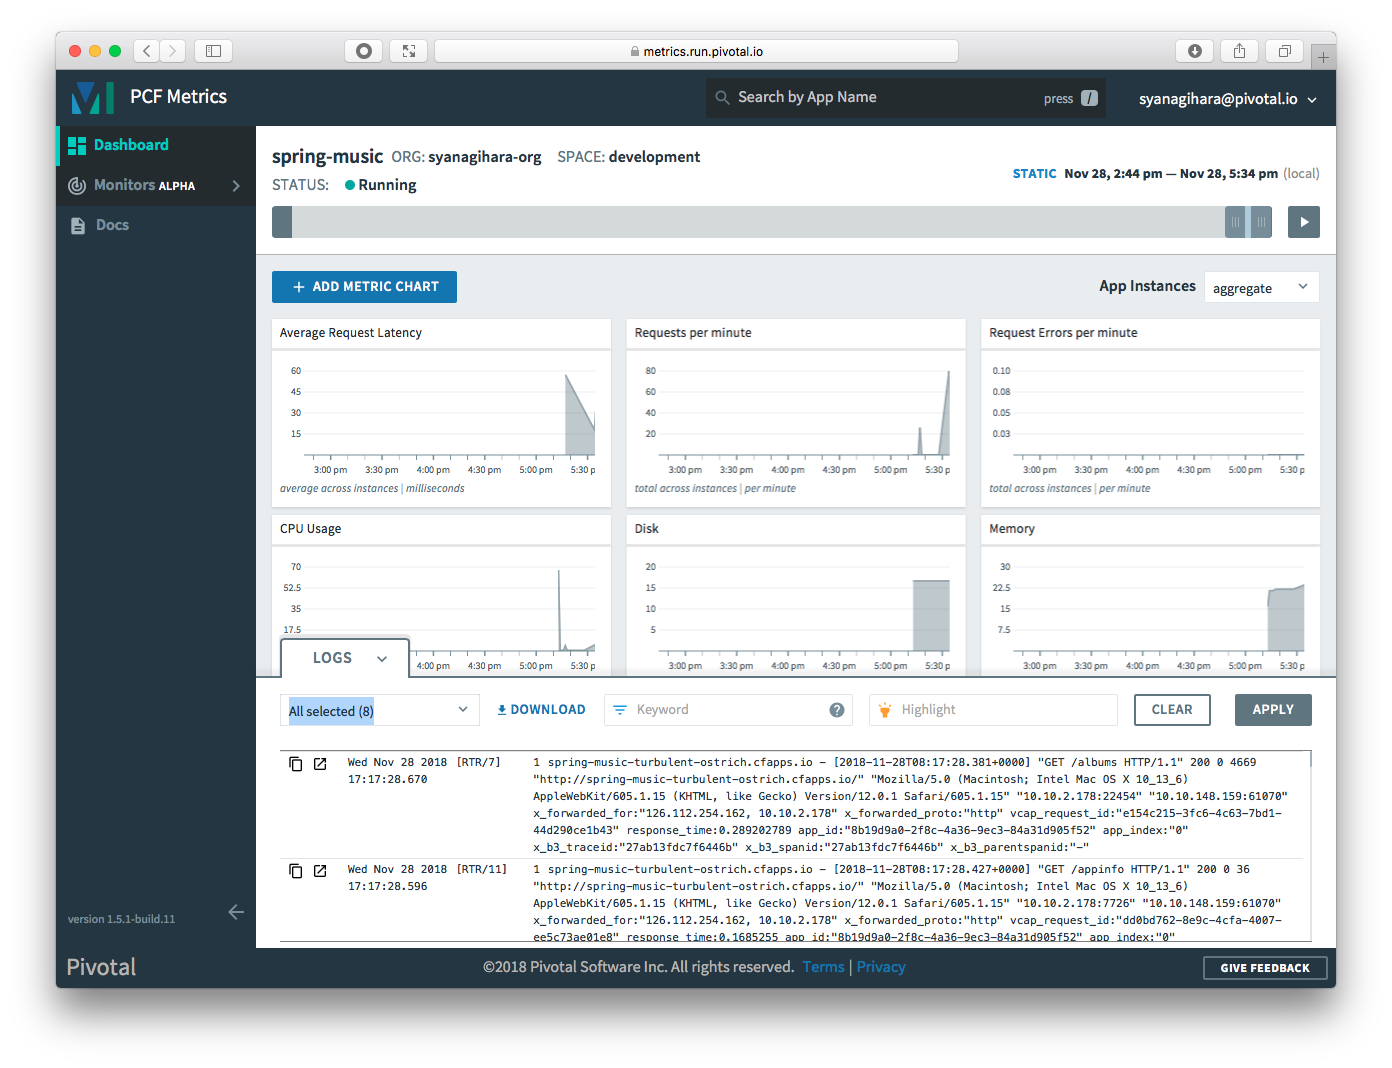 metrics.run.pivotal.io
PCF Metrics
Search by App Name
press /
syanagihara@pivotal.io
Dashboard
Monitors ALPHA
Docs
spring-music ORG: syanagihara-org SPACE: development
STATUS: Running
STATIC Nov 28, 2:44 pm — Nov 28, 5:34 pm (local)
+ ADD METRIC CHART
App Instances aggregate
Average Request Latency
60
45
30
15
3:00 pm 3:30 pm 4:00 pm 4:30 pm 5:00 pm 5:30 p
average across instances | milliseconds
Requests per minute
80
60
40
20
3:00 pm 3:30 pm 4:00 pm 4:30 pm 5:00 pm 5:30 p
total across instances | per minute
Request Errors per minute
0.10
0.08
0.05
0.03
3:00 pm 3:30 pm 4:00 pm 4:30 pm 5:00 pm 5:30 p
total across instances | per minute
CPU Usage
70
52.5
35
17.5
4:00 pm 4:30 pm 5:00 pm 5:30 p
Disk
20
15
10
5
3:00 pm 3:30 pm 4:00 pm 4:30 pm 5:00 pm 5:30 p
Memory
30
22.5
15
7.5
3:00 pm 3:30 pm 4:00 pm 4:30 pm 5:00 pm 5:30 p
LOGS
All selected (8)
DOWNLOAD
Keyword
?
Highlight
CLEAR
APPLY
Wed Nov 28 2018 [RTR/7]
17:17:28.670
1 spring-music-turbulent-ostrich.cfapps.io - [2018-11-28T08:17:28.381+0000] "GET /albums HTTP/1.1" 200 0 4669
"http://spring-music-turbulent-ostrich.cfapps.io/" "Mozilla/5.0 (Macintosh; Intel Mac OS X 10_13_6)
AppleWebKit/605.1.15 (KHTML, like Gecko) Version/12.0.1 Safari/605.1.15" "10.10.2.178:22454" "10.10.148.159:61070"
x_forwarded_for:"126.112.254.162, 10.10.2.178" x_forwarded_proto:"http" vcap_request_id:"e154c215-3fc6-4c63-7bd1-
44d290ce1b43" response_time:0.289202789 app_id:"8b19d9a0-2f8c-4a36-9ec3-84a31d905f52" app_index:"0"
x_b3_traceid:"27ab13fdc7f6446b" x_b3_spanid:"27ab13fdc7f6446b" x_b3_parentspanid:"-"
Wed Nov 28 2018 [RTR/11]
17:17:28.596
1 spring-music-turbulent-ostrich.cfapps.io - [2018-11-28T08:17:28.427+0000] "GET /appinfo HTTP/1.1" 200 0 36
"http://spring-music-turbulent-ostrich.cfapps.io/" "Mozilla/5.0 (Macintosh; Intel Mac OS X 10_13_6)
AppleWebKit/605.1.15 (KHTML, like Gecko) Version/12.0.1 Safari/605.1.15" "10.10.2.178:7726" "10.10.148.159:61070"
x_forwarded_for:"126.112.254.162, 10.10.2.178" x_forwarded_proto:"http" vcap_request_id:"dd0bd762-8e9c-4cfa-4007-
ee5c73ae01e8" response_time:0.1685255 app_id:"8b19d9a0-2f8c-4a36-9ec3-84a31d905f52" app_index:"0"
version 1.5.1-build.11
Pivotal
©2018 Pivotal Software Inc. All rights reserved. Terms | Privacy
GIVE FEEDBACK